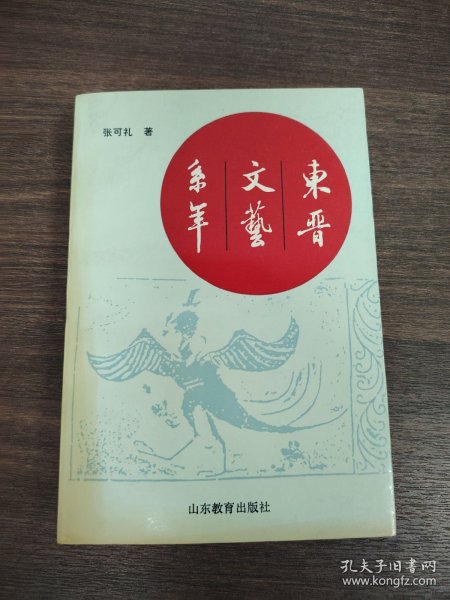 张可礼 著
東晋
文藝
系年
山东教育出版社
孔夫子旧书网
www.kongfz.com